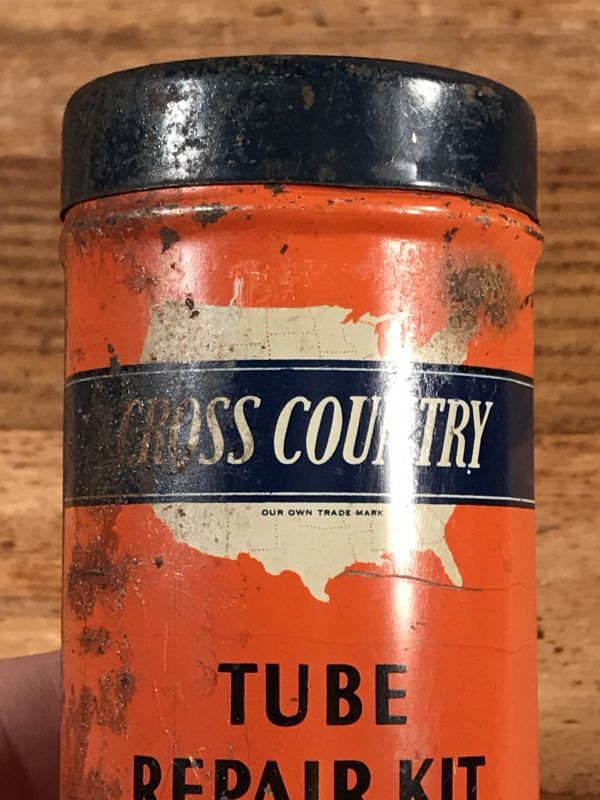 CROSS COUNTRY
OUR OWN TRADE MARK
TUBE
REPAIR KIT